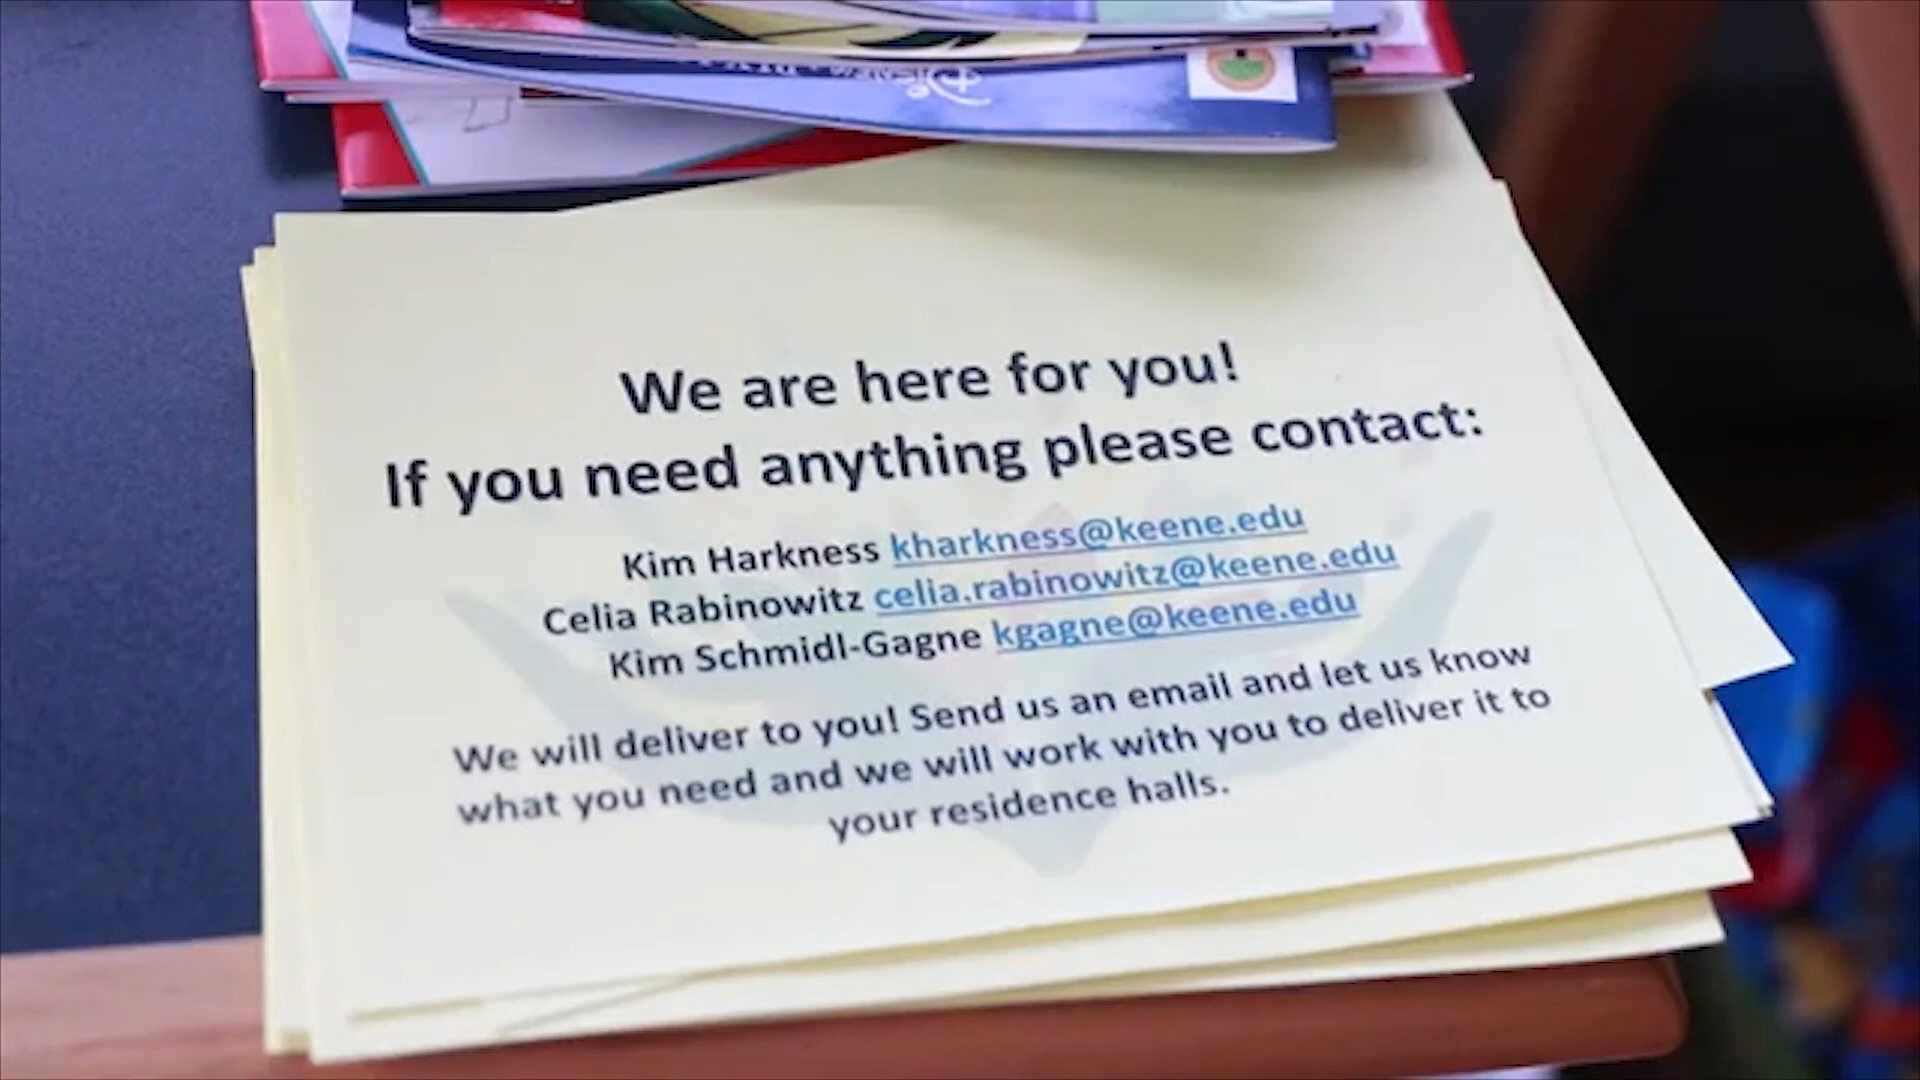 We are here for you!
If you need anything please contact:
Kim Harkness kharkness@keene.edu
Celia Rabinowitz celia.rabinowitz@keene.edu
Kim Schmidl-Gagne kgagne@keene.edu
We will deliver to you! Send us an email and let us know
what you need and we will work with you to deliver it to
your residence halls.